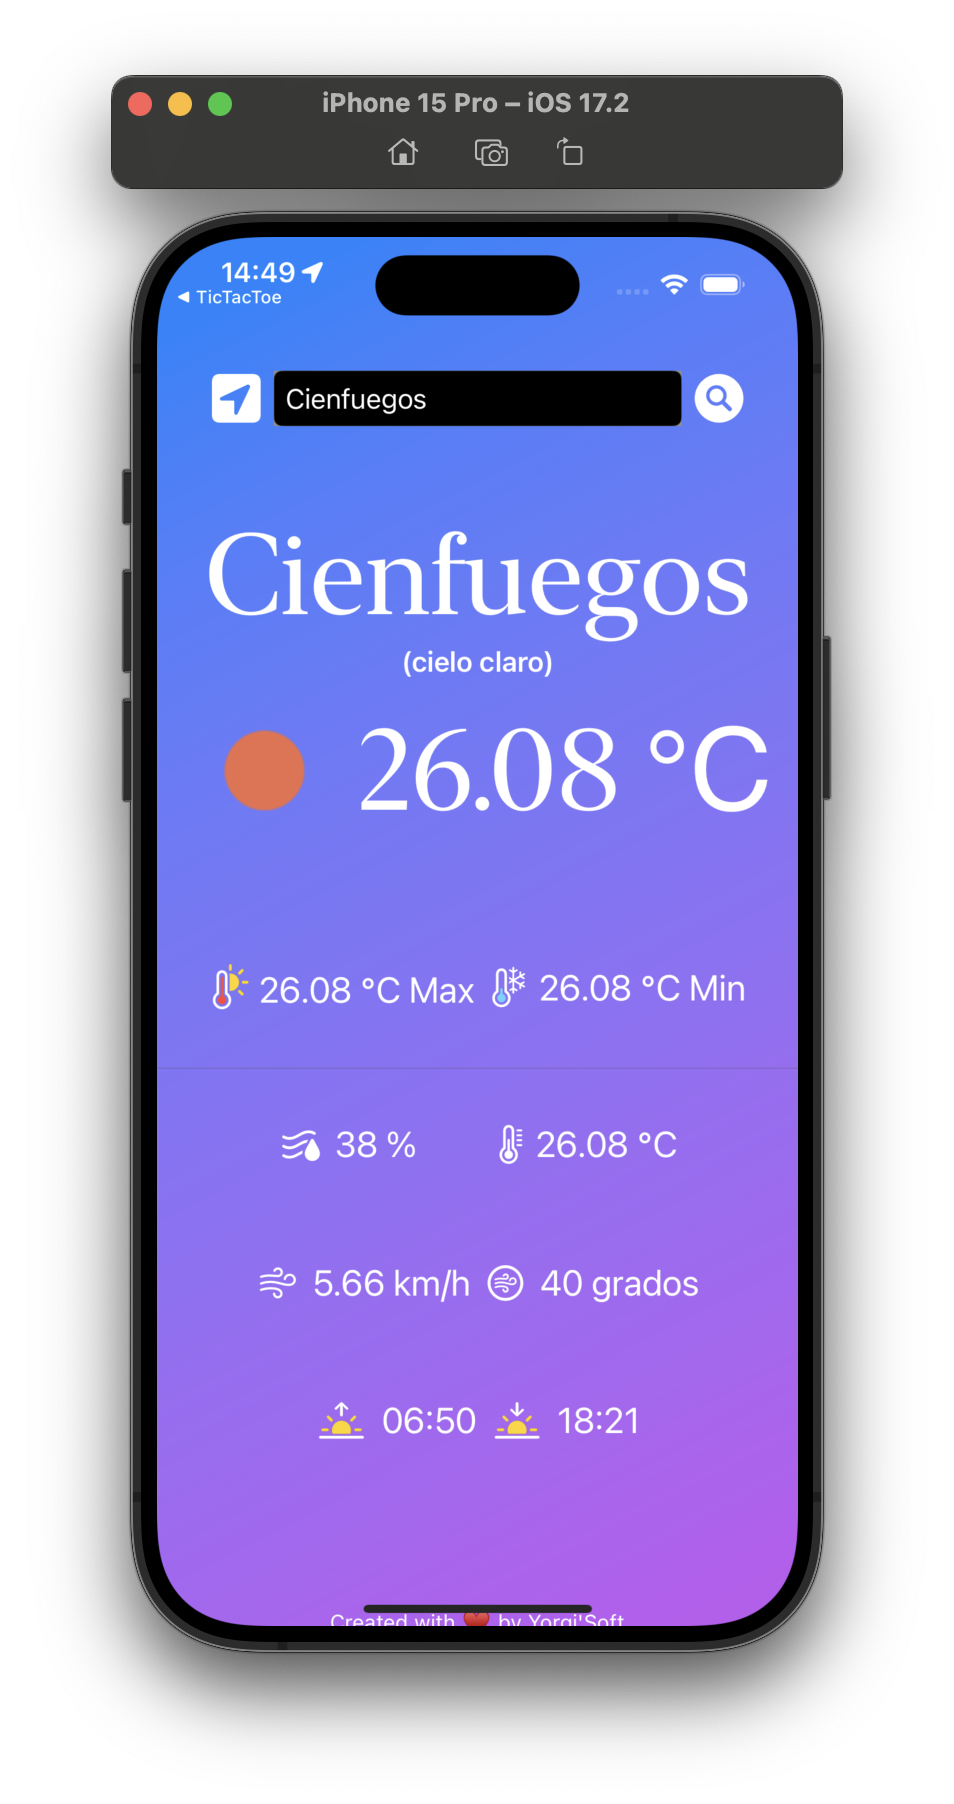 iPhone 15 Pro – iOS 17.2
14:49
TicTacToe
Cienfuegos
Cienfuegos
(cielo claro)
26.08 °C
26.08 °C Max 26.08 °C Min
38 % 26.08 °C
5.66 km/h 40 grados
06:50 18:21
Created with ❤️ by Yorgi'Soft